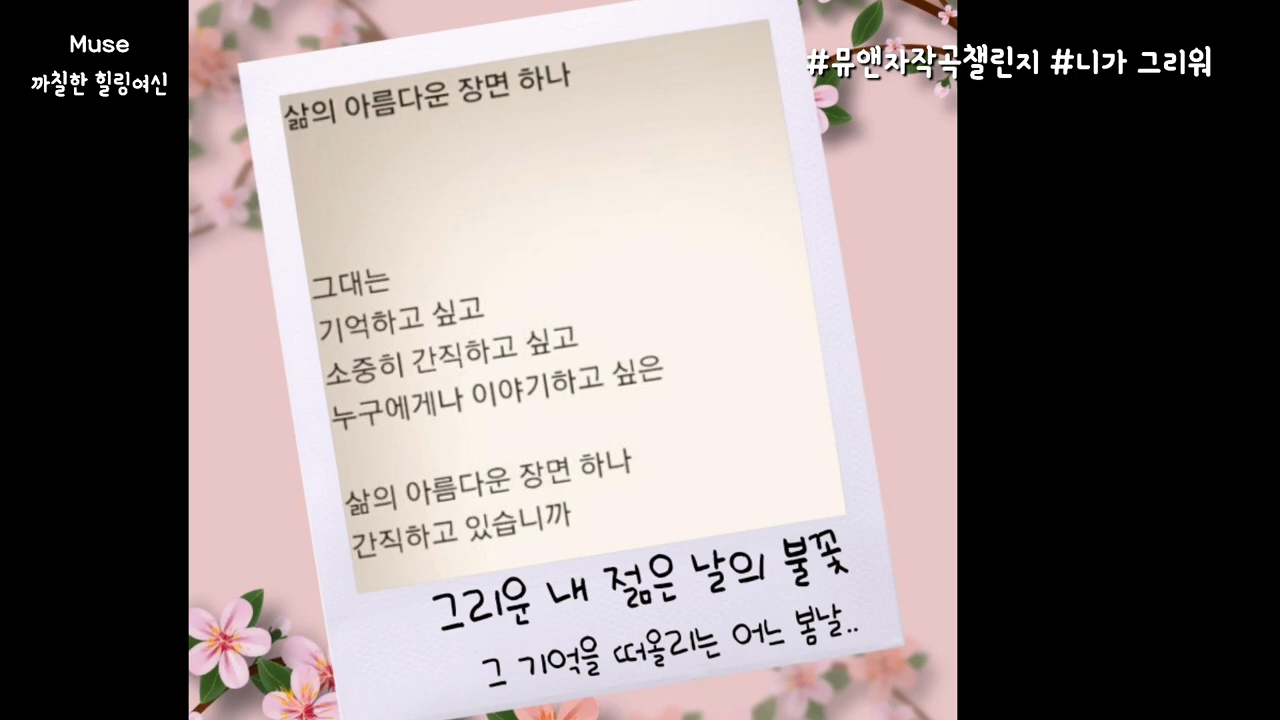 Muse
까칠한 힐링여신
#뮤앤자작곡챌린지 #니가 그리워
삶의 아름다운 장면 하나
그대는
기억하고 싶고
소중히 간직하고 싶고
누구에게나 이야기하고 싶은
삶의 아름다운 장면 하나
간직하고 있습니까
그리운 내 젊은 날의 불꽃
그 기억을 떠올리는 어느 봄날..